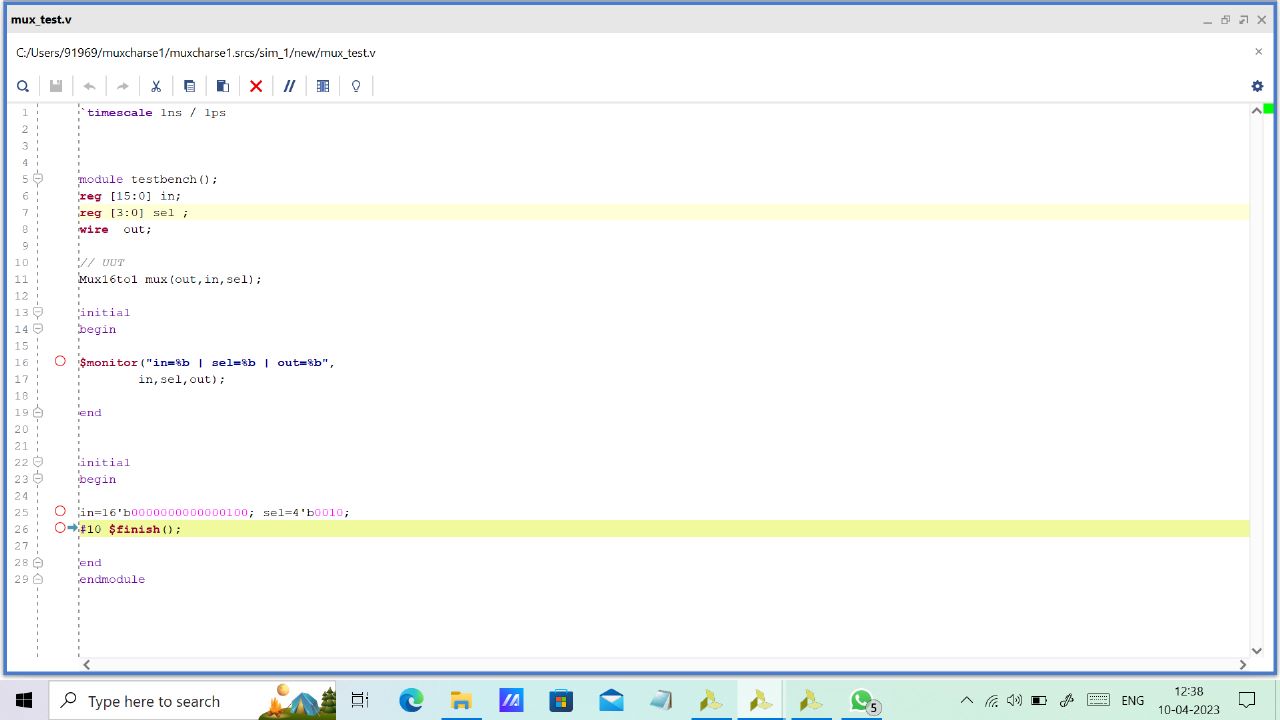 mux_test.v
C:/Users/91969/muxcharse1/muxcharse1.srcs/sim_1/new/mux_test.v
1 `timescale 1ns / 1ps
2
3
4
5 module testbench();
6 reg [15:0] in;
7 reg [3:0] sel ;
8 wire  out;
9
10 // UUT
11 Mux16to1 mux(out,in,sel);
12
13 initial
14 begin
15
16 $monitor("in=%b | sel=%b | out=%b",
17         in,sel,out);
18
19 end
20
21
22 initial
23 begin
24
25 in=16'b0000000000000100; sel=4'b0010;
26 #10 $finish();
27
28 end
29 endmodule
Type here to search
5
ENG
12:38
10-04-2023